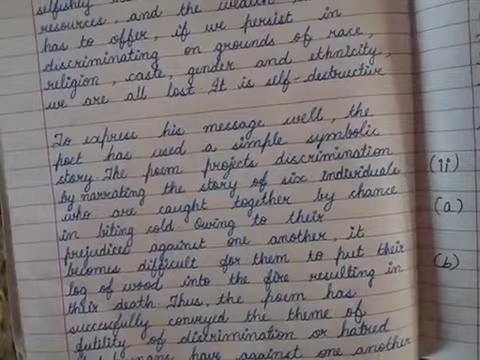 selfishly
resources, and the wealth
has to offer, if we persist in
discriminating on grounds of race,
religion, caste, gender and ethnicity,
we are all lost. It is self-destructive
To express his message well, the
poet has used a simple symbolic
story. The poem projects discrimination
by narrating the story of six individuals
who are caught together by chance
in biting cold. Owing to their
prejudices against one another, it
becomes difficult for them to put their
log of wood into the fire resulting in
their death. Thus, the poem has
successfully conveyed the theme of
futility of discrimination or hatred
have against one another
(ii)
(a)
(b)